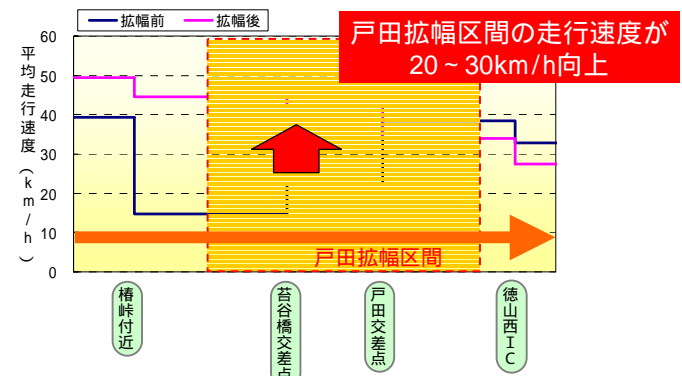 拡幅前 拡幅後
戸田拡幅区間の走行速度が
20~30km/h向上
平均走行速度(km/h)
60
50
40
30
20
10
0
戸田拡幅区間
椿峠付近
苔谷橋交差点
戸田交差点
徳山西IC